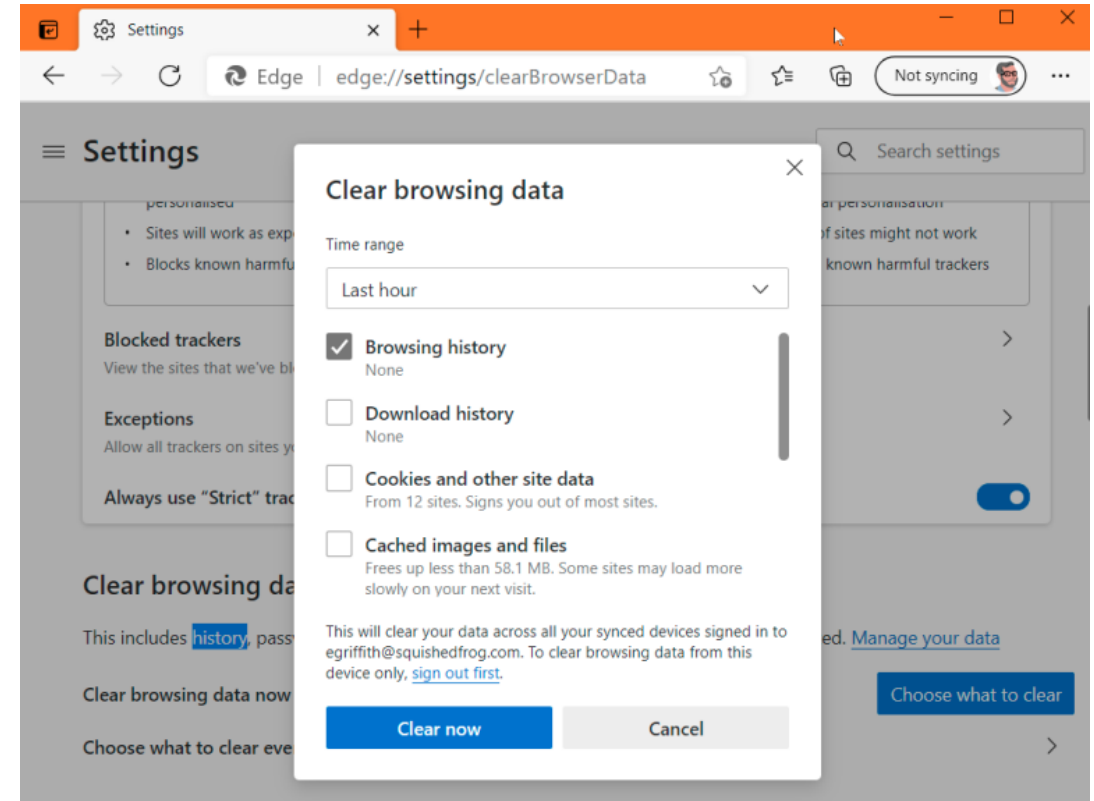 Settings
Edge | edge://settings/clearBrowserData
Not syncing
Settings
Search settings
personalised
• Sites will work as exp
• Blocks known harmfu
personalisation
of sites might not work
known harmful trackers
Blocked trackers
View the sites that we've bl
Exceptions
Allow all trackers on sites yo
Always use “Strict” trac
Clear browsing da
This includes history, pass
ed. Manage your data
Clear browsing data now
Choose what to clear
Choose what to clear eve
Clear browsing data
Time range
Last hour
Browsing history
None
Download history
None
Cookies and other site data
From 12 sites. Signs you out of most sites.
Cached images and files
Frees up less than 58.1 MB. Some sites may load more
slowly on your next visit.
This will clear your data across all your synced devices signed in to
egriffith@squishedfrog.com. To clear browsing data from this
device only, sign out first.
Clear now
Cancel